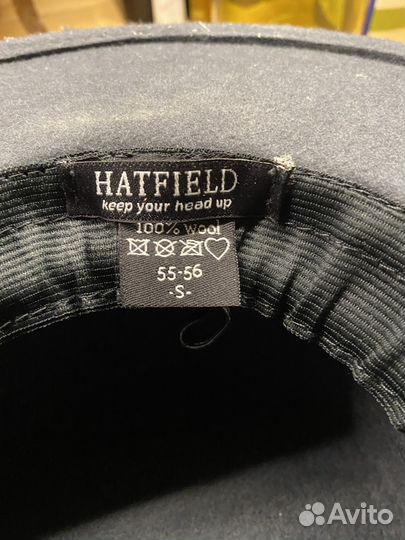 HATFIELD
keep your head up
100% Wool
55-56
-S-
Avito